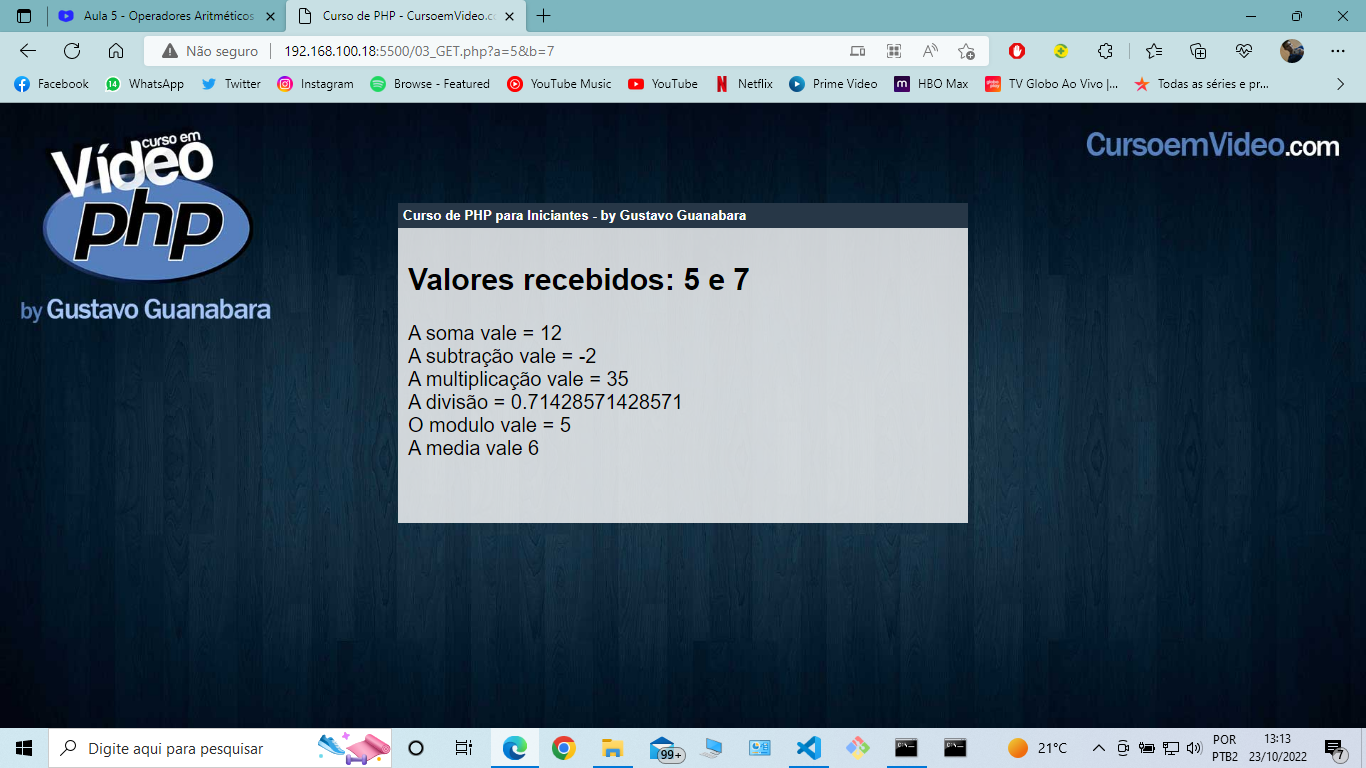 Aula 5 - Operadores Aritméticos
Curso de PHP - CursoemVideo.co
Não seguro
192.168.100.18:5500/03_GET.php?a=5&b=7
Facebook
14
WhatsApp
Twitter
Instagram
Browse - Featured
YouTube Music
YouTube
Netflix
Prime Video
m
HBO Max
globo play
TV Globo Ao Vivo |...
Todas as séries e pr...
curso em
Vídeo
php
by Gustavo Guanabara
CursoemVideo.com
Curso de PHP para Iniciantes - by Gustavo Guanabara
Valores recebidos: 5 e 7
A soma vale = 12
A subtração vale = -2
A multiplicação vale = 35
A divisão = 0.71428571428571
O modulo vale = 5
A media vale 6
Digite aqui para pesquisar
99+
21°C
POR
PTB2
13:13
23/10/2022
7